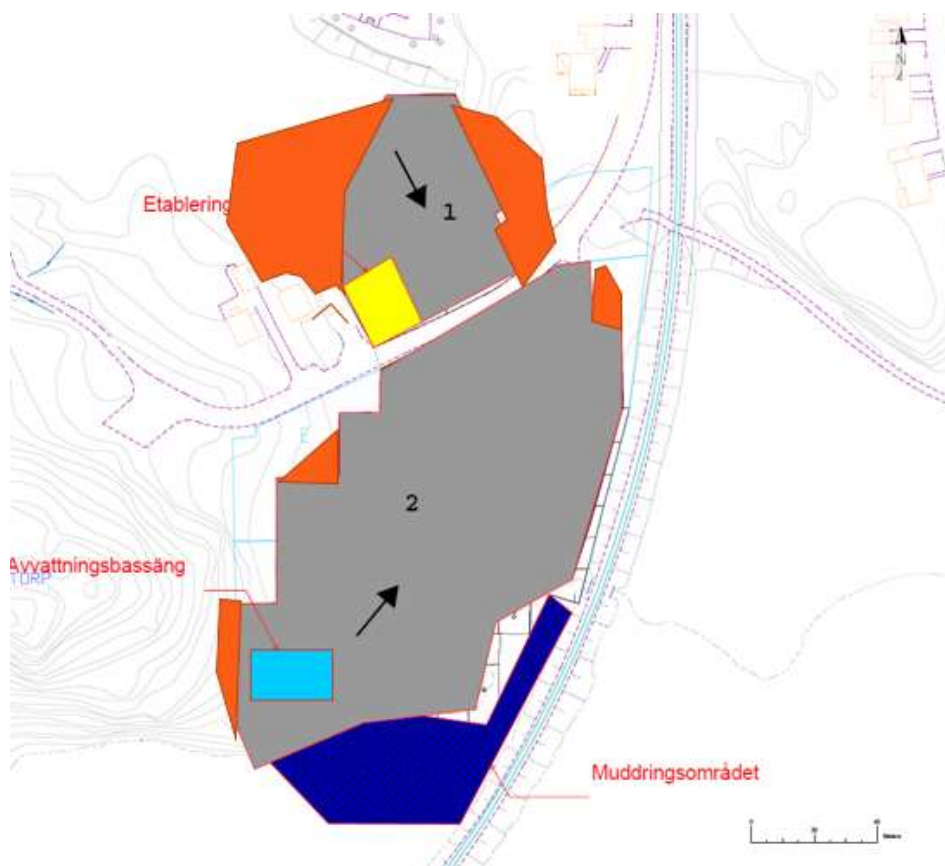 Etablering
1
2
Avvattningsbassäng
TORP
Muddringsområdet